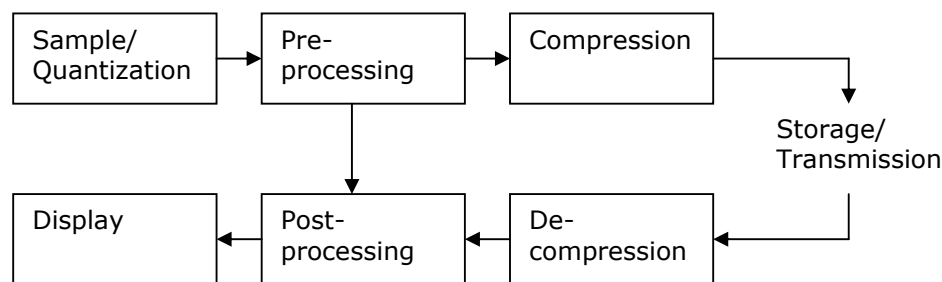 Sample/
Quantization
Pre-
processing
Compression
Storage/
Transmission
Display
Post-
processing
De-
compression